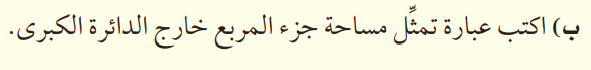 ب) اكتب عبارة تمثِّل مساحة جزء المربع خارج الدائرة الكبرى.